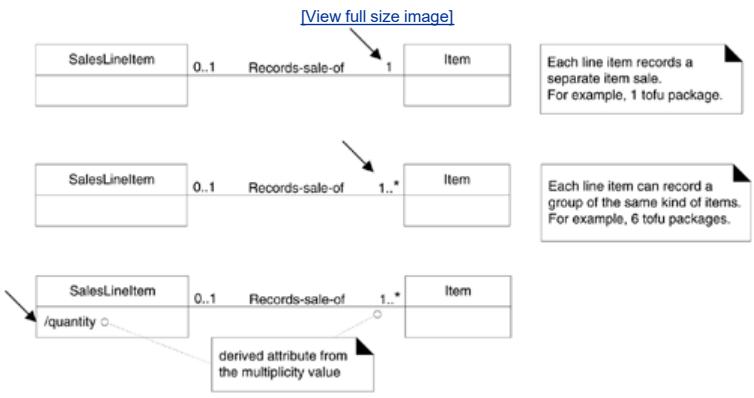 [View full size image]
SalesLineItem
0..1 Records-sale-of 1
Item
Each line item records a
separate item sale.
For example, 1 tofu package.
SalesLineItem
0..1 Records-sale-of 1..*
Item
Each line item can record a
group of the same kind of items.
For example, 6 tofu packages.
SalesLineItem
/quantity
0..1 Records-sale-of 1..*
Item
derived attribute from
the multiplicity value